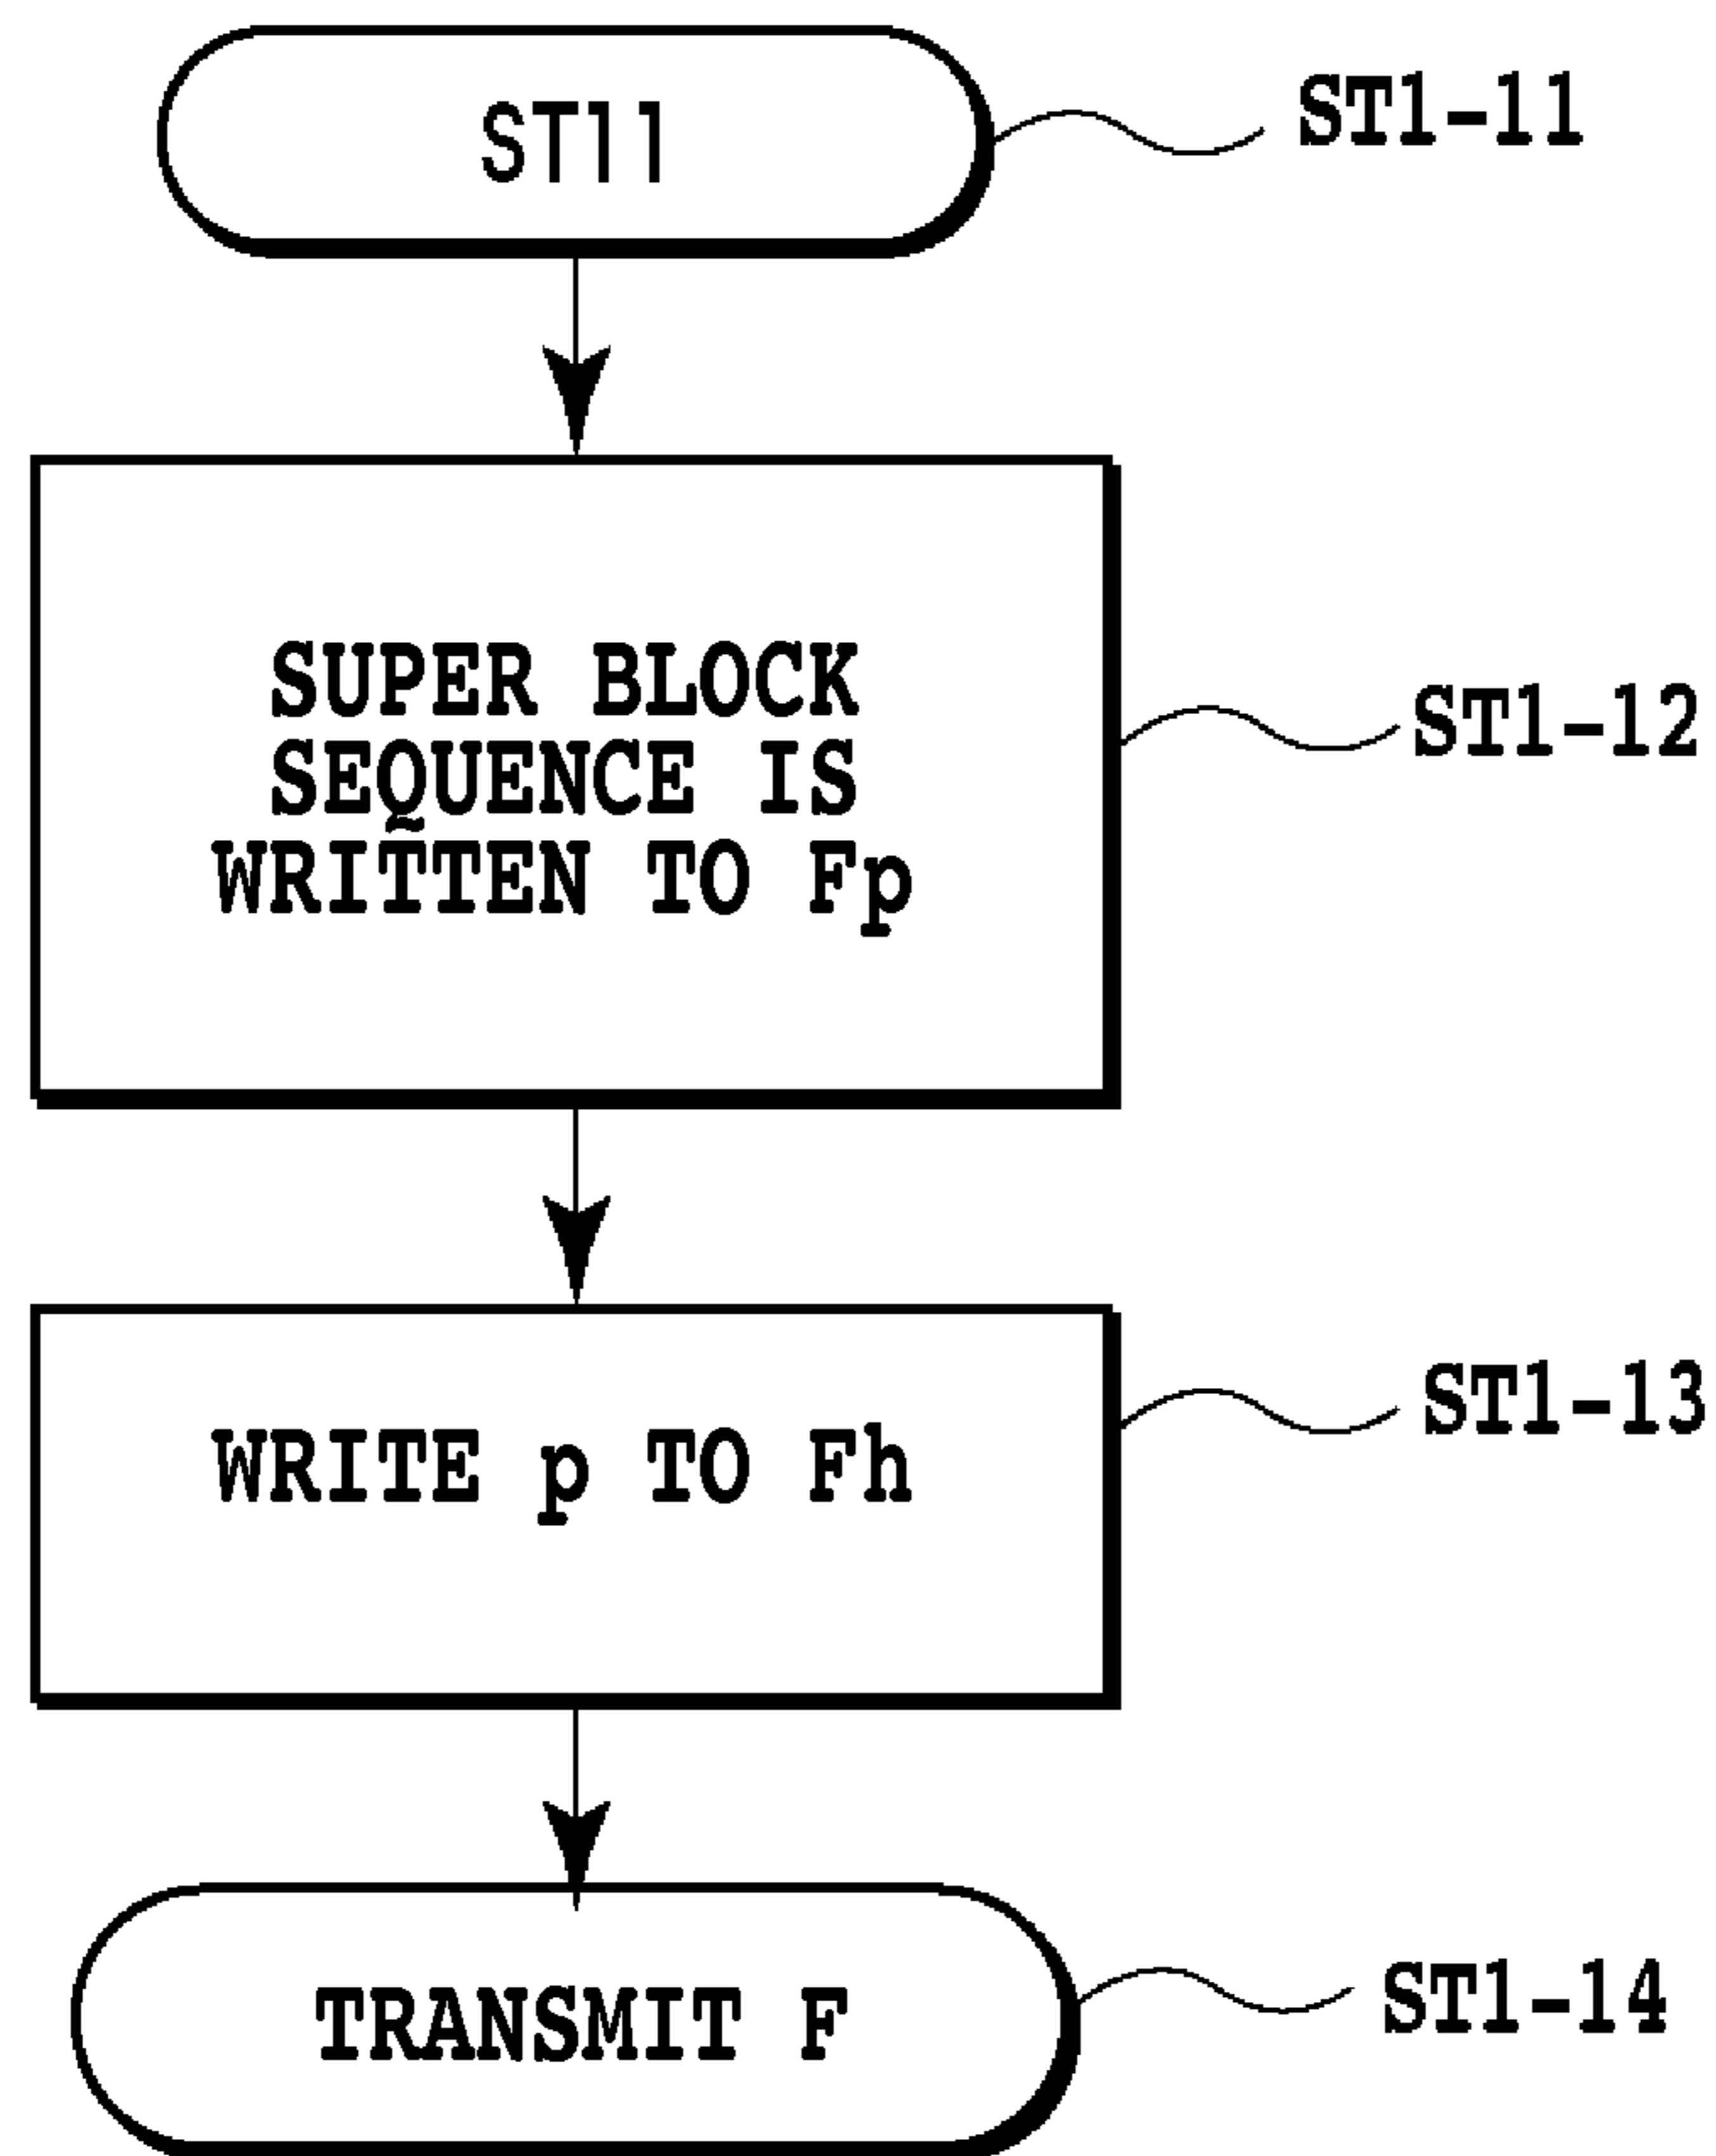 ST11
ST1-11
SUPER BLOCK
SEQUENCE IS
WRITTEN TO Fp
ST1-12
WRITE p TO Fh
ST1-13
TRANSMIT F
ST1-14